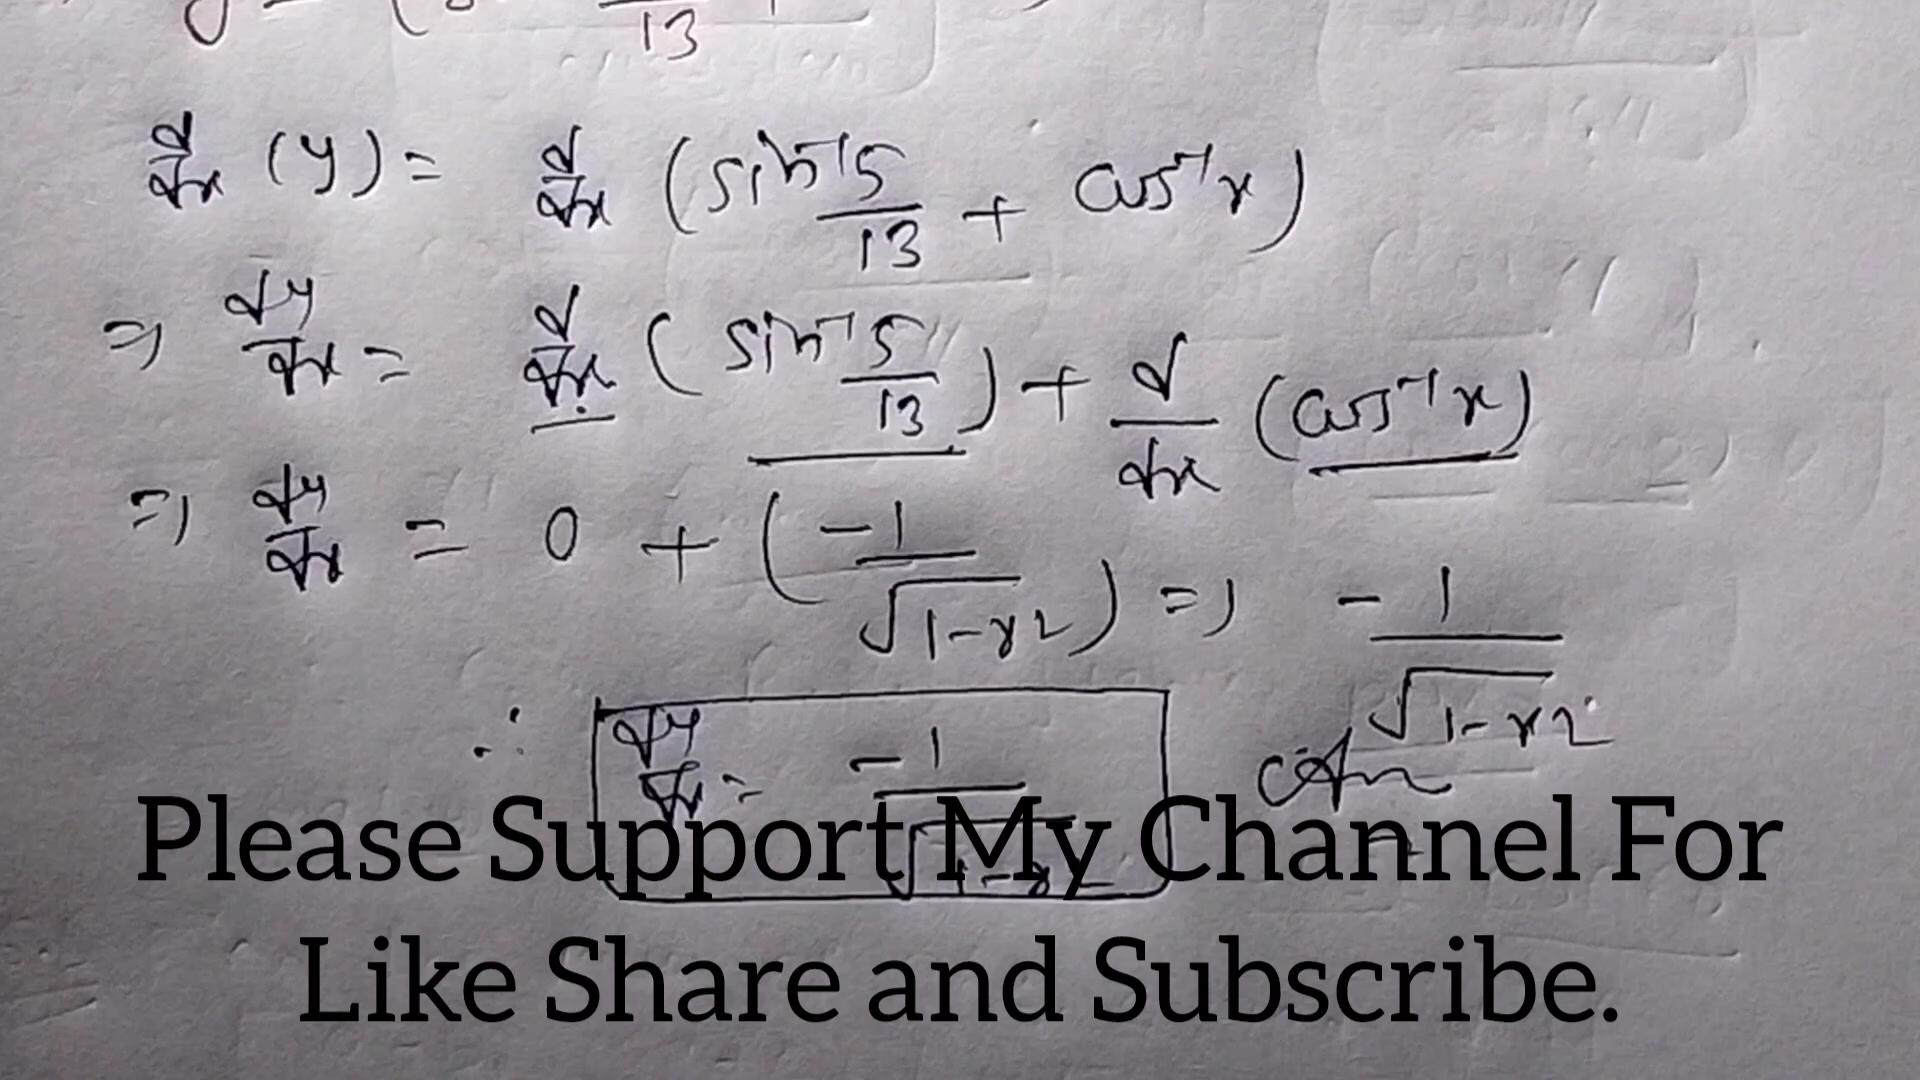 13
d/dx (y) = d/dx (sin⁻¹ 5/13 + cos⁻¹x)
⇒ dy/dx = d/dx (sin⁻¹ 5/13) + d/dx (cos⁻¹x)
⇒ dy/dx = 0 + (-1/√1-x2) ⇒ -1/√1-x2
∴ dy/dx = -1/√1-x2 Ans
Please Support My Channel For
Like Share and Subscribe.